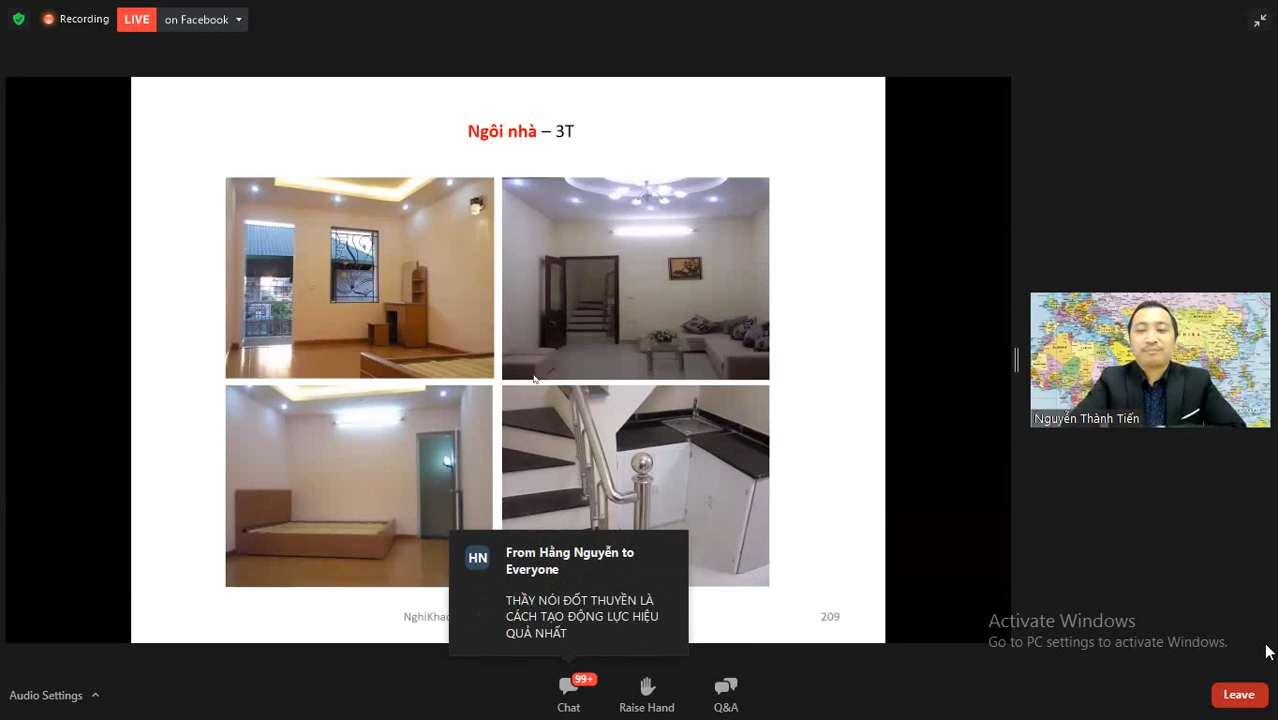 Recording
LIVE on Facebook
Ngôi nhà – 3T
Nguyễn Thành Tiến
HN
From Hằng Nguyễn to
Everyone
THẦY NÓI ĐỐT THUYỀN LÀ
CÁCH TẠO ĐỘNG LỰC HIỆU
QUẢ NHẤT
209
Activate Windows
Go to PC settings to activate Windows.
Audio Settings
99+
Chat
Raise Hand
Q&A
Leave